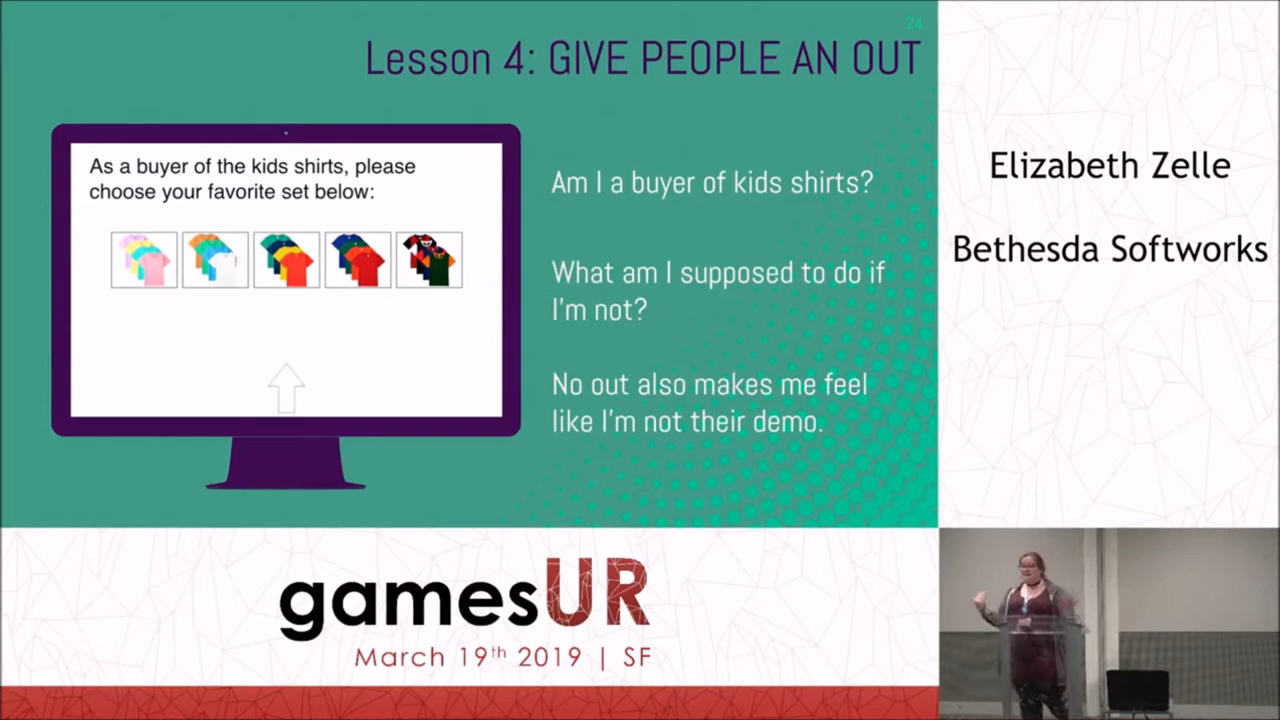 24
Lesson 4: GIVE PEOPLE AN OUT
As a buyer of the kids shirts, please
choose your favorite set below:
Am I a buyer of kids shirts?
What am I supposed to do if
I'm not?
No out also makes me feel
like I'm not their demo.
Elizabeth Zelle
Bethesda Softworks
gamesUR
March 19th 2019 | SF